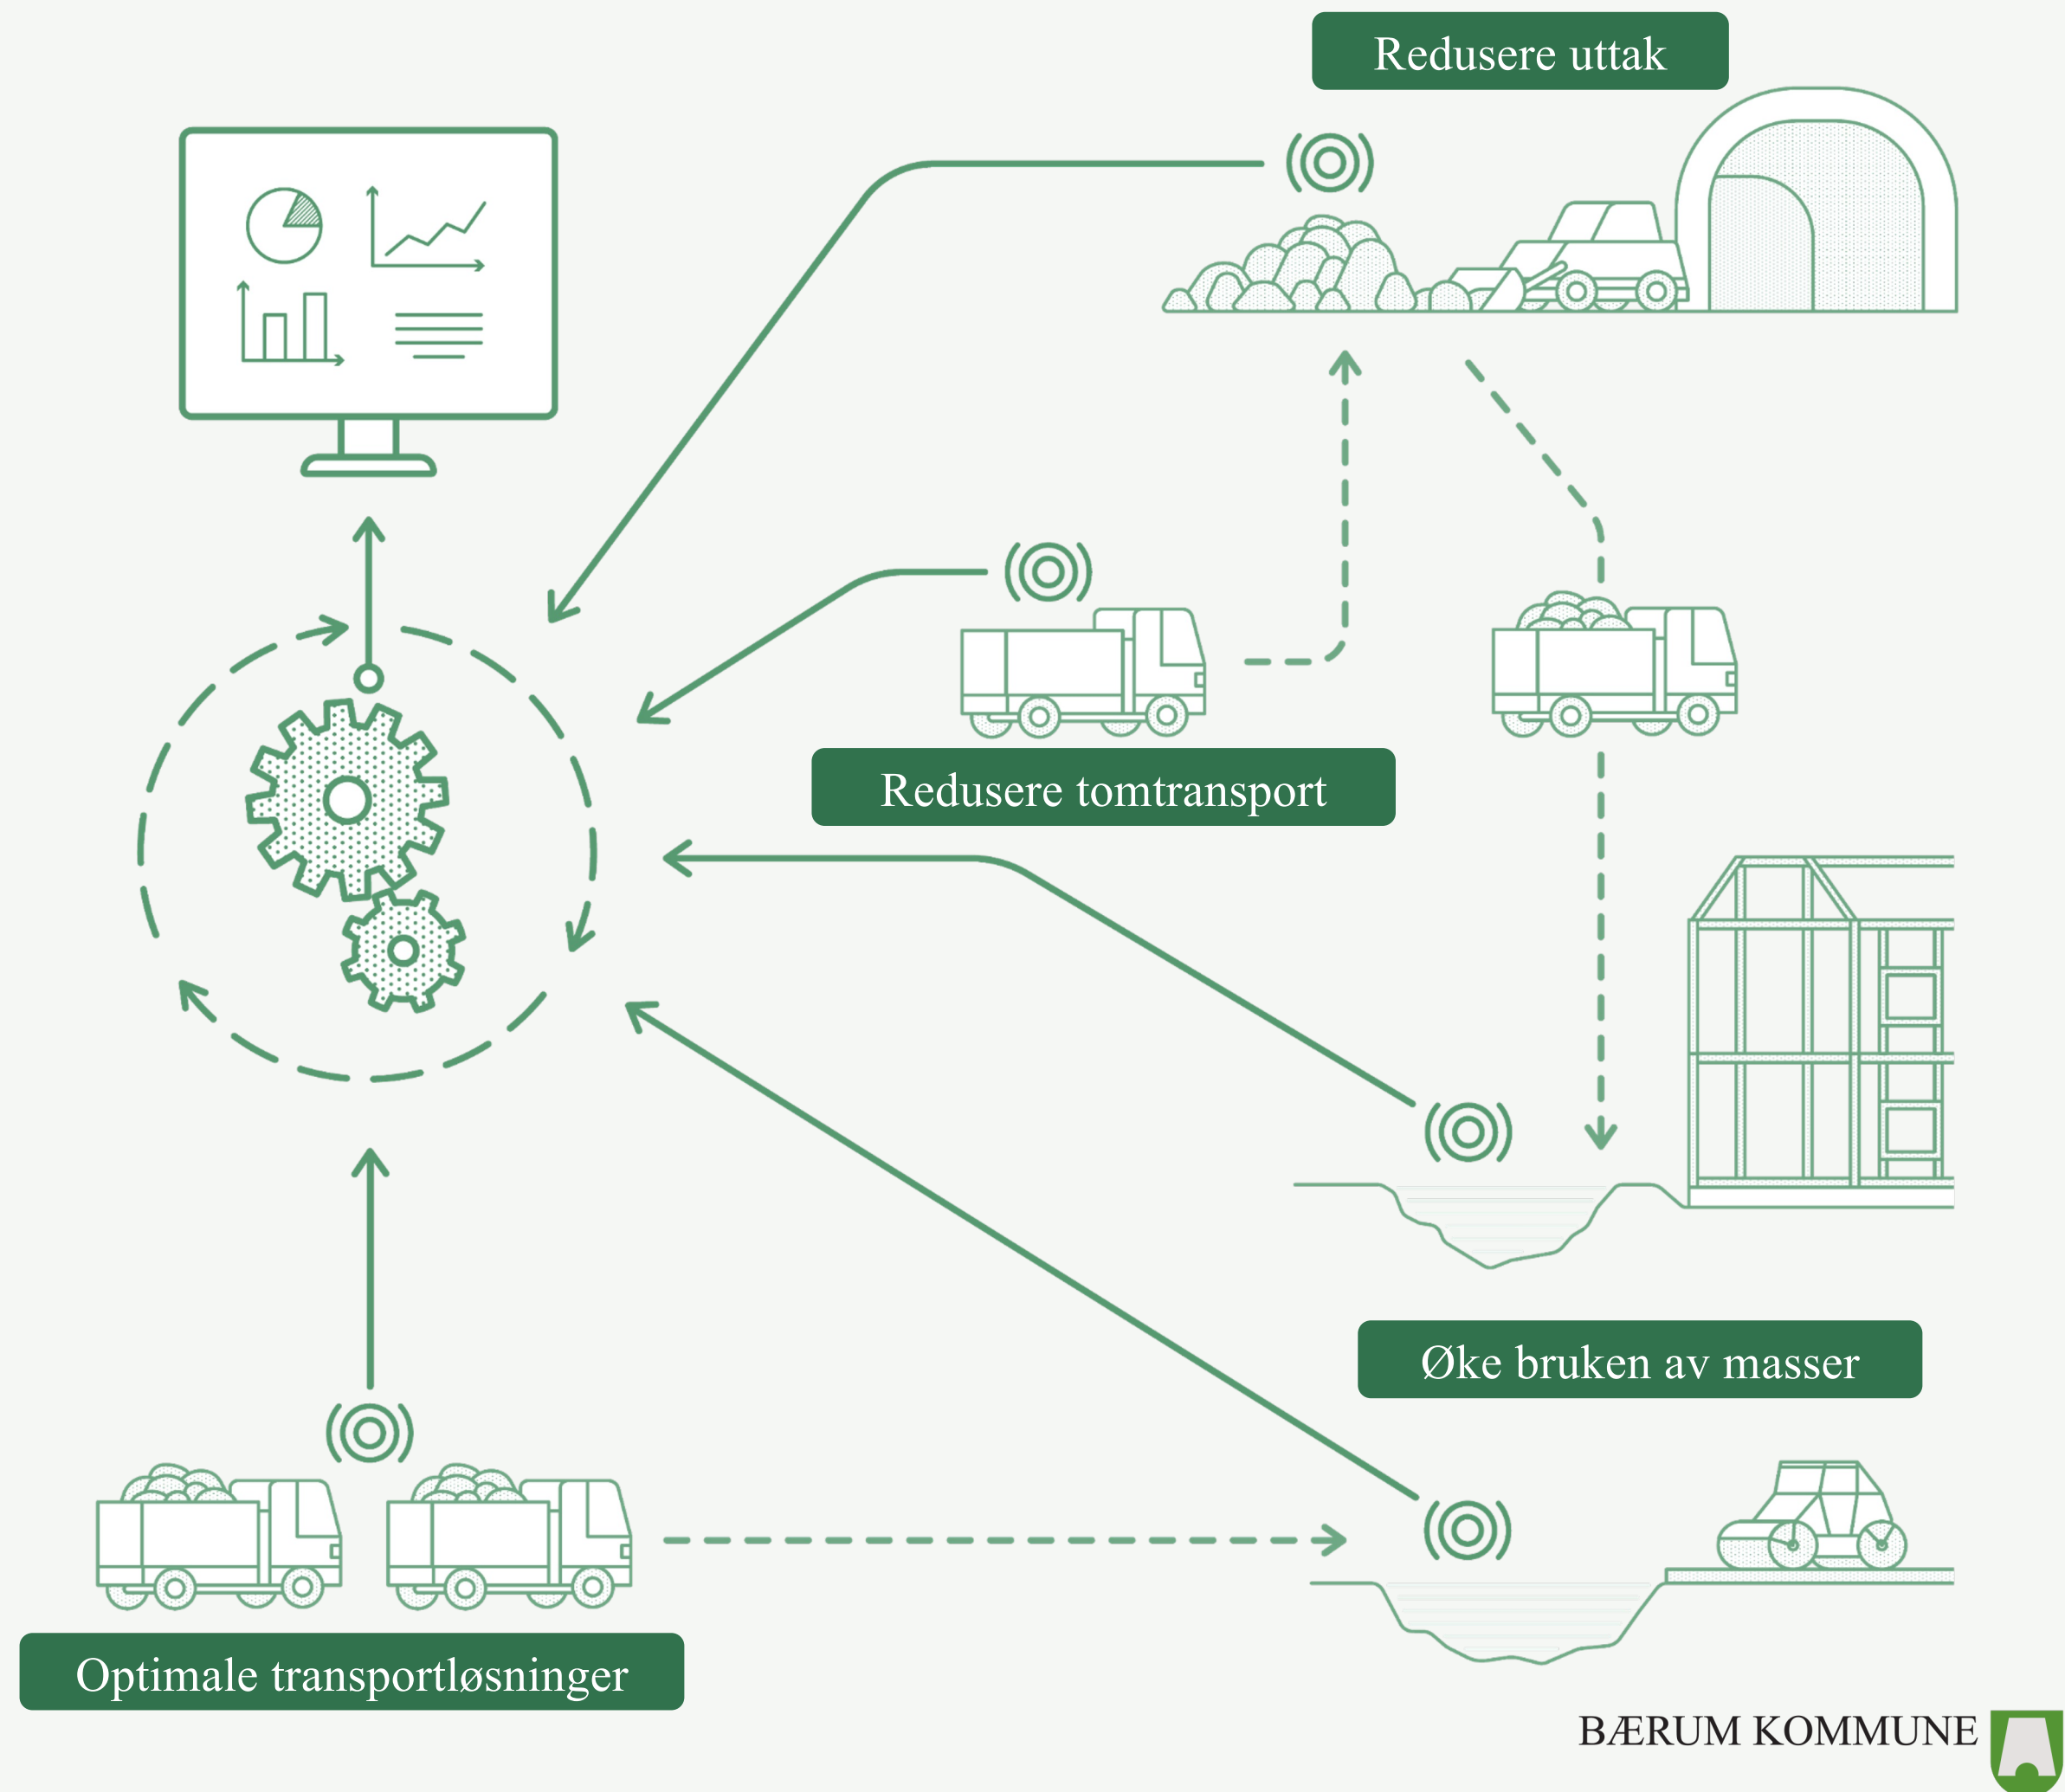 Redusere uttak
Redusere tomtransport
Øke bruken av masser
Optimale transportløsninger
BÆRUM KOMMUNE